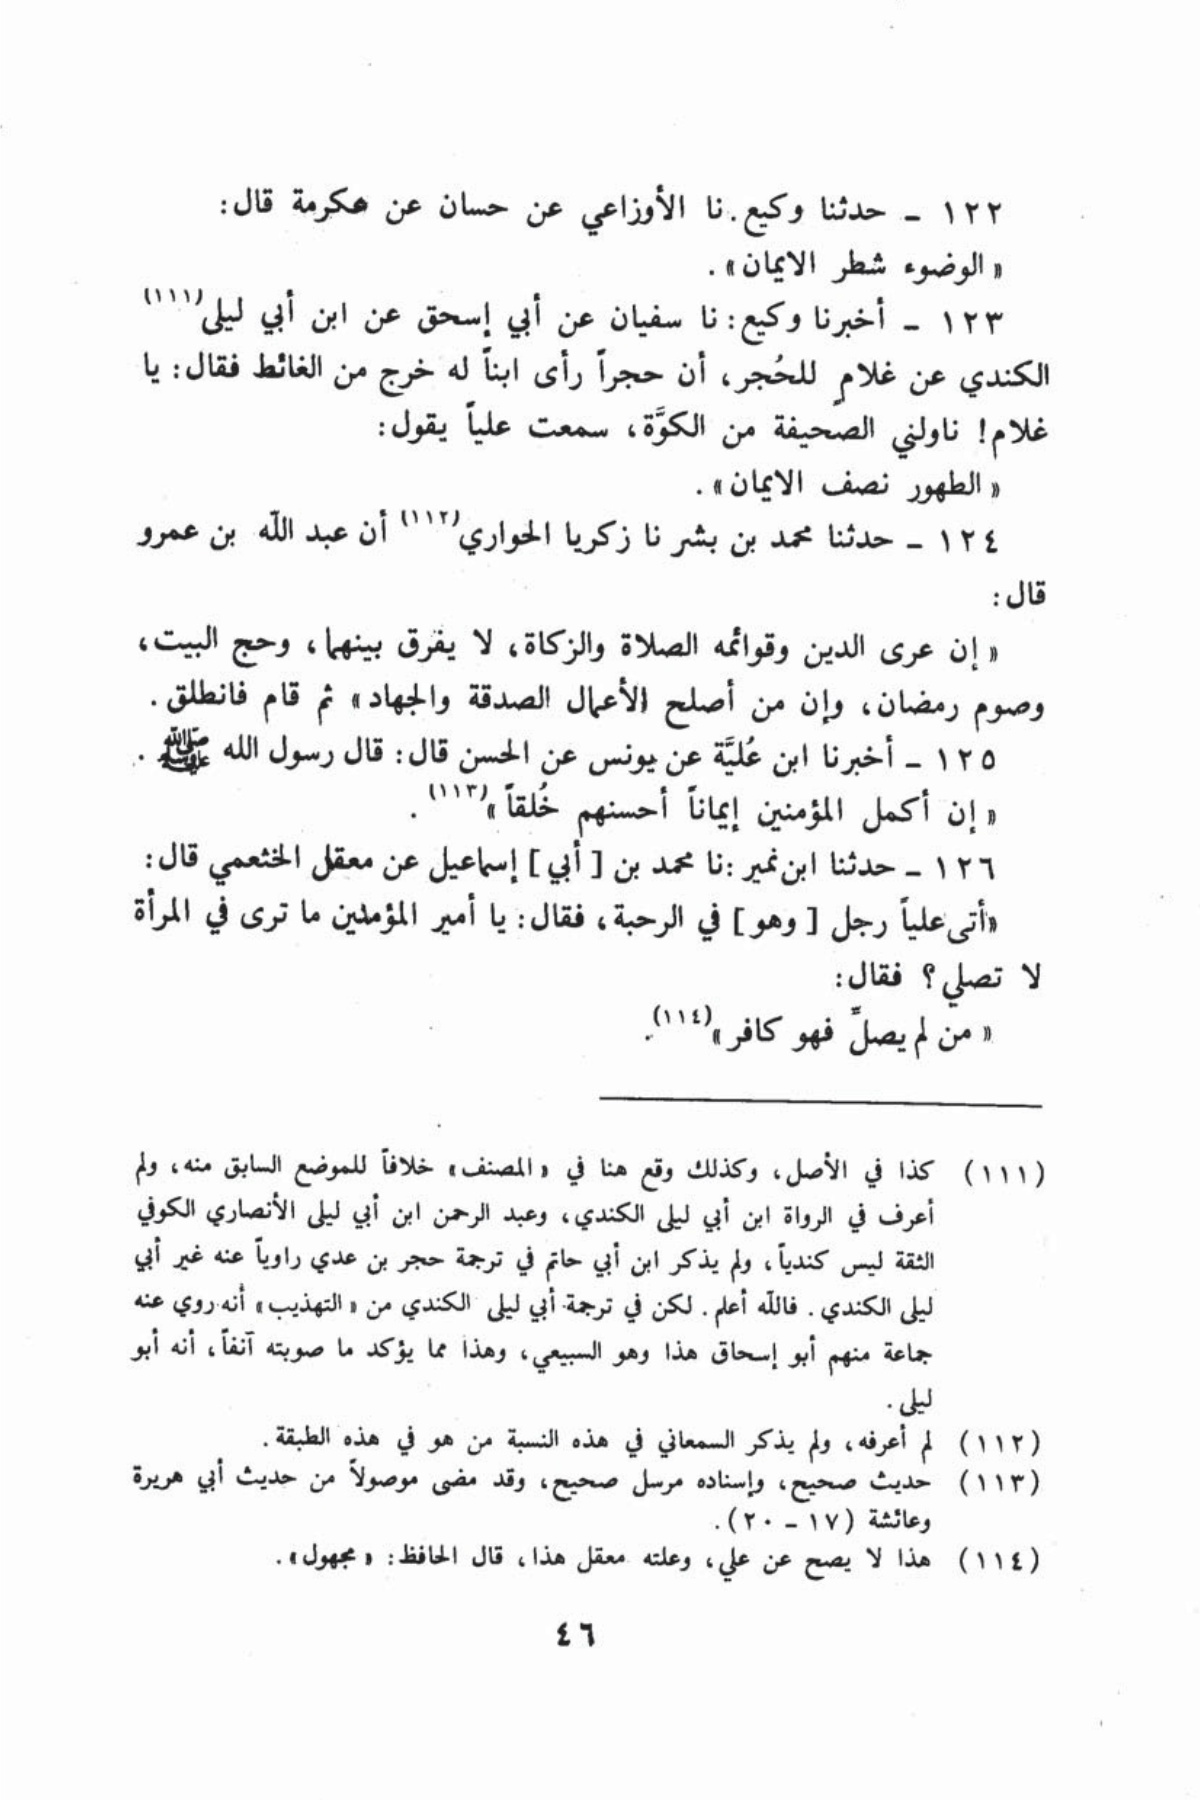 ١٢٢ ـ حدثنا وكيع. نا الأوزاعي عن حسان عن عكرمة قال:
« الوضوء شطر الايمان ».
١٢٣ ـ أخبرنا وكيع: نا سفيان عن أبي إسحق عن ابن أبي ليلى(١١١)
الكندي عن غلامٍ للحُجر، أن حجراً رأى ابناً له خرج من الغائط فقال: يا
غلام! ناولني الصحيفة من الكوَّة، سمعت علياً يقول:
« الطهور نصف الايمان ».
١٢٤ ـ حدثنا محمد بن بشر نا زكريا الحواري(١١٢) أن عبد الله بن عمرو
قال:
« إن عرى الدين وقوائمه الصلاة والزكاة، لا يفرق بينهما، وحج البيت،
وصوم رمضان، وإن من أصلح الأعمال الصدقة والجهاد» ثم قام فانطلق.
١٢٥ ـ أخبرنا ابن عُليَّة عن يونس عن الحسن قال: قال رسول الله ﷺ.
« إن أكمل المؤمنين إيماناً أحسنهم خُلقاً »(١١٣).
١٢٦ ـ حدثنا ابن نمير :نا محمد بن [ أبي ] إسماعيل عن معقل الخثعمي قال:
«أتى علياً رجل [ وهو ] في الرحبة، فقال: يا أمير المؤمنين ما ترى في المرأة
لا تصلي؟ فقال:
« من لم يصلِّ فهو كافر »(١١٤).
(١١١) كذا في الأصل، وكذلك وقع هنا في « المصنف» خلافاً للموضع السابق منه، ولم
أعرف في الرواة ابن أبي ليلى الكندي، وعبد الرحمن ابن أبي ليلى الأنصاري الكوفي
الثقة ليس كندياً، ولم يذكر ابن أبي حاتم في ترجمة حجر بن عدي راوياً عنه غير أبي
ليلى الكندي. فالله أعلم. لكن في ترجمة أبي ليلى الكندي من « التهذيب» أنه روي عنه
جماعة منهم أبو إسحاق هذا وهو السبيعي، وهذا مما يؤكد ما صوبته آنفاً، أنه أبو
ليلى.
(١١٢) لم أعرفه، ولم يذكر السمعاني في هذه النسبة من هو في هذه الطبقة.
(١١٣) حديث صحيح، وإسناده مرسل صحيح، وقد مضى موصولاً من حديث أبي هريرة
وعائشة (١٧ ـ ٢٠).
(١١٤) هذا لا يصح عن علي، وعلته معقل هذا، قال الحافظ: « مجهول».
٤٦